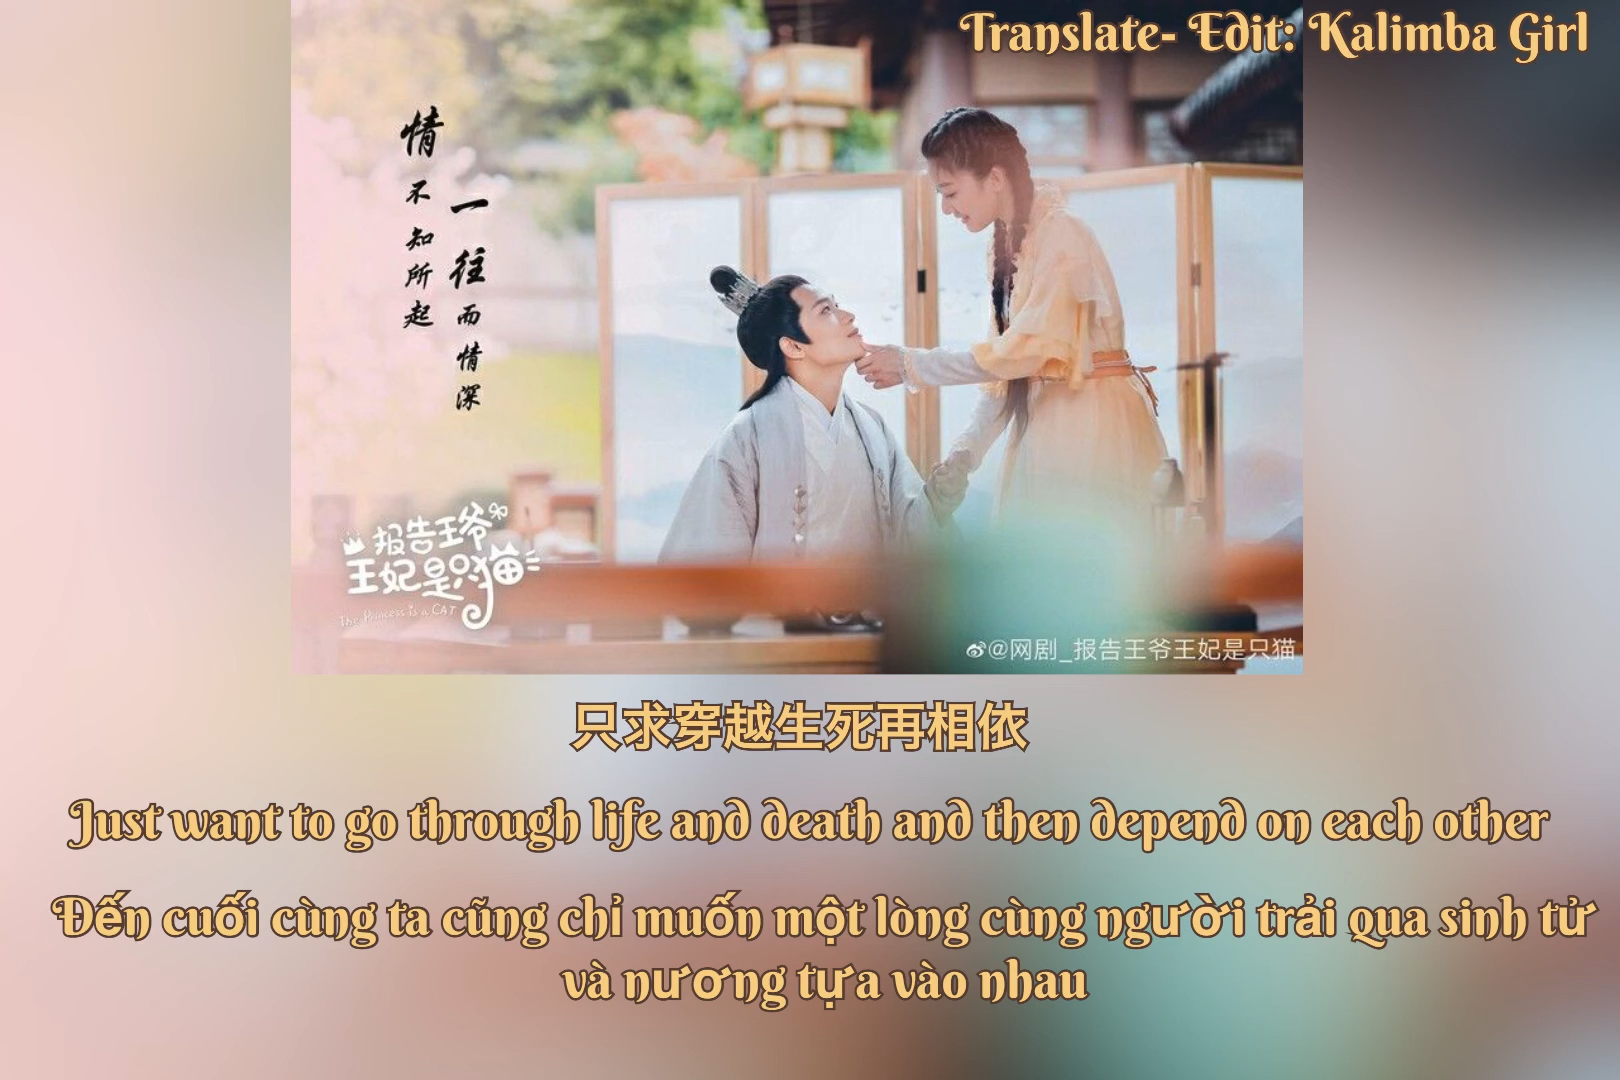 Translate- Edit: Kalimba Girl
情不知所起
一往而情深
报告王爷
王妃是只猫
The Princess is a CAT
@网剧_报告王爷王妃是只猫
只求穿越生死再相依
Just want to go through life and death and then depend on each other
Đến cuối cùng ta cũng chỉ muốn một lòng cùng người trải qua sinh tử
và nương tựa vào nhau